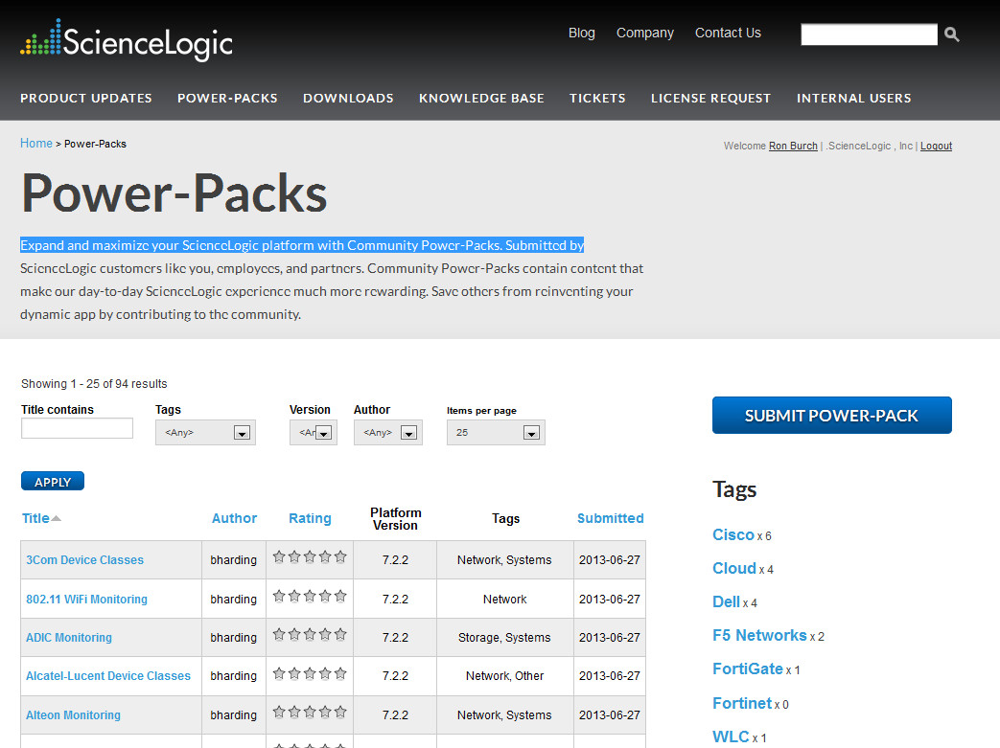 ScienceLogic
Blog Company Contact Us
PRODUCT UPDATES POWER-PACKS DOWNLOADS KNOWLEDGE BASE TICKETS LICENSE REQUEST INTERNAL USERS
Home > Power-Packs
Welcome Ron Burch | .ScienceLogic , Inc | Logout
Power-Packs
Expand and maximize your ScienceLogic platform with Community Power-Packs. Submitted by
ScienceLogic customers like you, employees, and partners. Community Power-Packs contain content that
make our day-to-day ScienceLogic experience much more rewarding. Save others from reinventing your
dynamic app by contributing to the community.
Showing 1 - 25 of 94 results
Title contains Tags Version Author Items per page
<Any> <Ar <Any> 25
APPLY
Title Author Rating Platform Version Tags Submitted
3Com Device Classes bharding 7.2.2 Network, Systems 2013-06-27
802.11 WiFi Monitoring bharding 7.2.2 Network 2013-06-27
ADIC Monitoring bharding 7.2.2 Storage, Systems 2013-06-27
Alcatel-Lucent Device Classes bharding 7.2.2 Network, Other 2013-06-27
Alteon Monitoring bharding 7.2.2 Network, Systems 2013-06-27
SUBMIT POWER-PACK
Tags
Cisco x 6
Cloud x 4
Dell x 4
F5 Networks x 2
FortiGate x 1
Fortinet x 0
WLC x 1